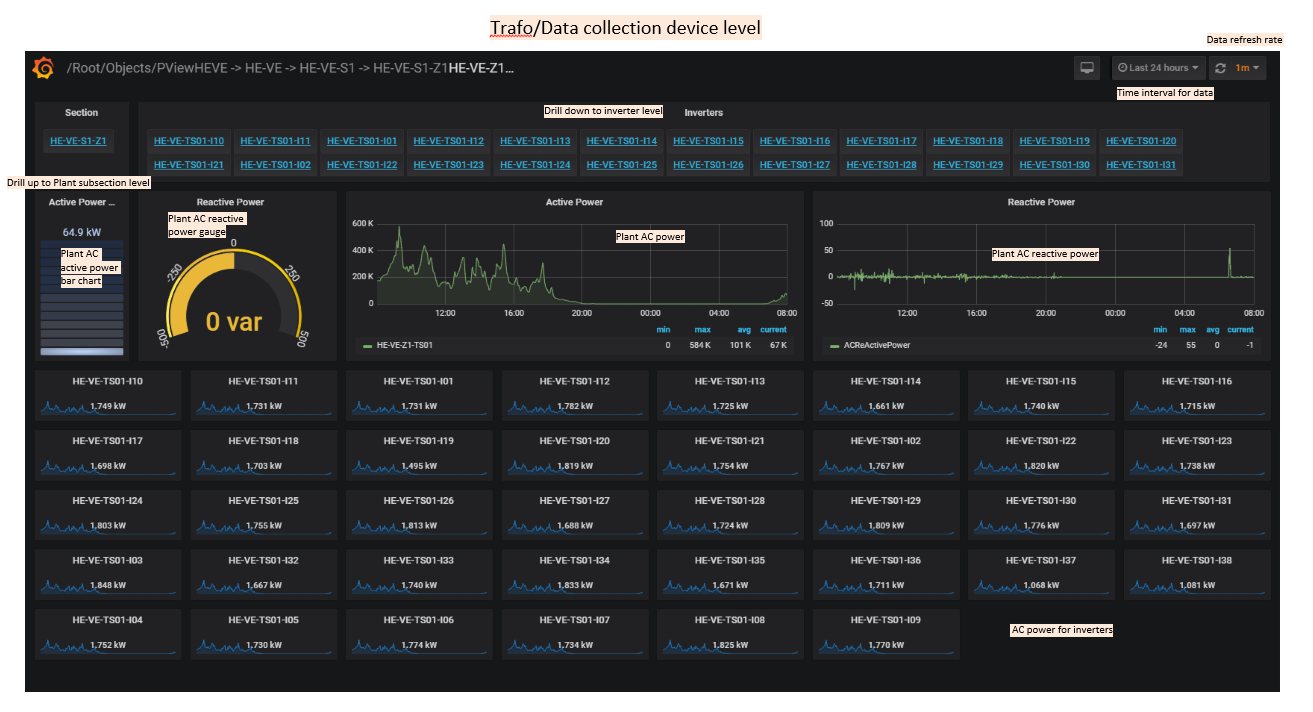 Trafo/Data collection device level
Data refresh rate
/Root/Objects/PViewHEVE -> HE-VE -> HE-VE-S1 -> HE-VE-S1-Z1HE-VE-Z1...
Last 24 hours
1m
Time interval for data
Section
Drill down to inverter level
Inverters
HE-VE-S1-Z1
HE-VE-TS01-I10 HE-VE-TS01-I11 HE-VE-TS01-I01 HE-VE-TS01-I12 HE-VE-TS01-I13 HE-VE-TS01-I14 HE-VE-TS01-I15 HE-VE-TS01-I16 HE-VE-TS01-I17 HE-VE-TS01-I18 HE-VE-TS01-I19 HE-VE-TS01-I20
HE-VE-TS01-I21 HE-VE-TS01-I02 HE-VE-TS01-I22 HE-VE-TS01-I23 HE-VE-TS01-I24 HE-VE-TS01-I25 HE-VE-TS01-I26 HE-VE-TS01-I27 HE-VE-TS01-I28 HE-VE-TS01-I29 HE-VE-TS01-I30 HE-VE-TS01-I31
Drill up to Plant subsection level
Active Power ...
64.9 kW
Plant AC
active power
bar chart
Reactive Power
Plant AC reactive
power gauge
-500 -250 0 250 500
0 var
Active Power
Plant AC power
600 K
400 K
200 K
0
12:00 16:00 20:00 00:00 04:00 08:00
min max avg current
HE-VE-Z1-TS01 0 584 K 101 K 67 K
Reactive Power
Plant AC reactive power
100
50
0
-50
12:00 16:00 20:00 00:00 04:00 08:00
min max avg current
ACReActivePower -24 55 0 -1
HE-VE-TS01-I10 HE-VE-TS01-I11 HE-VE-TS01-I01 HE-VE-TS01-I12 HE-VE-TS01-I13 HE-VE-TS01-I14 HE-VE-TS01-I15 HE-VE-TS01-I16
1.749 kW 1.731 kW 1.731 kW 1.782 kW 1.725 kW 1.661 kW 1.740 kW 1.715 kW
HE-VE-TS01-I17 HE-VE-TS01-I18 HE-VE-TS01-I19 HE-VE-TS01-I20 HE-VE-TS01-I21 HE-VE-TS01-I02 HE-VE-TS01-I22 HE-VE-TS01-I23
1.698 kW 1.703 kW 1.495 kW 1.819 kW 1.754 kW 1.767 kW 1.820 kW 1.738 kW
HE-VE-TS01-I24 HE-VE-TS01-I25 HE-VE-TS01-I26 HE-VE-TS01-I27 HE-VE-TS01-I28 HE-VE-TS01-I29 HE-VE-TS01-I30 HE-VE-TS01-I31
1.803 kW 1.755 kW 1.813 kW 1.688 kW 1.724 kW 1.809 kW 1.776 kW 1.697 kW
HE-VE-TS01-I03 HE-VE-TS01-I32 HE-VE-TS01-I33 HE-VE-TS01-I34 HE-VE-TS01-I35 HE-VE-TS01-I36 HE-VE-TS01-I37 HE-VE-TS01-I38
1.848 kW 1.667 kW 1.740 kW 1.833 kW 1.671 kW 1.711 kW 1.068 kW 1.081 kW
HE-VE-TS01-I04 HE-VE-TS01-I05 HE-VE-TS01-I06 HE-VE-TS01-I07 HE-VE-TS01-I08 HE-VE-TS01-I09
1.752 kW 1.730 kW 1.774 kW 1.734 kW 1.825 kW 1.770 kW
AC power for inverters